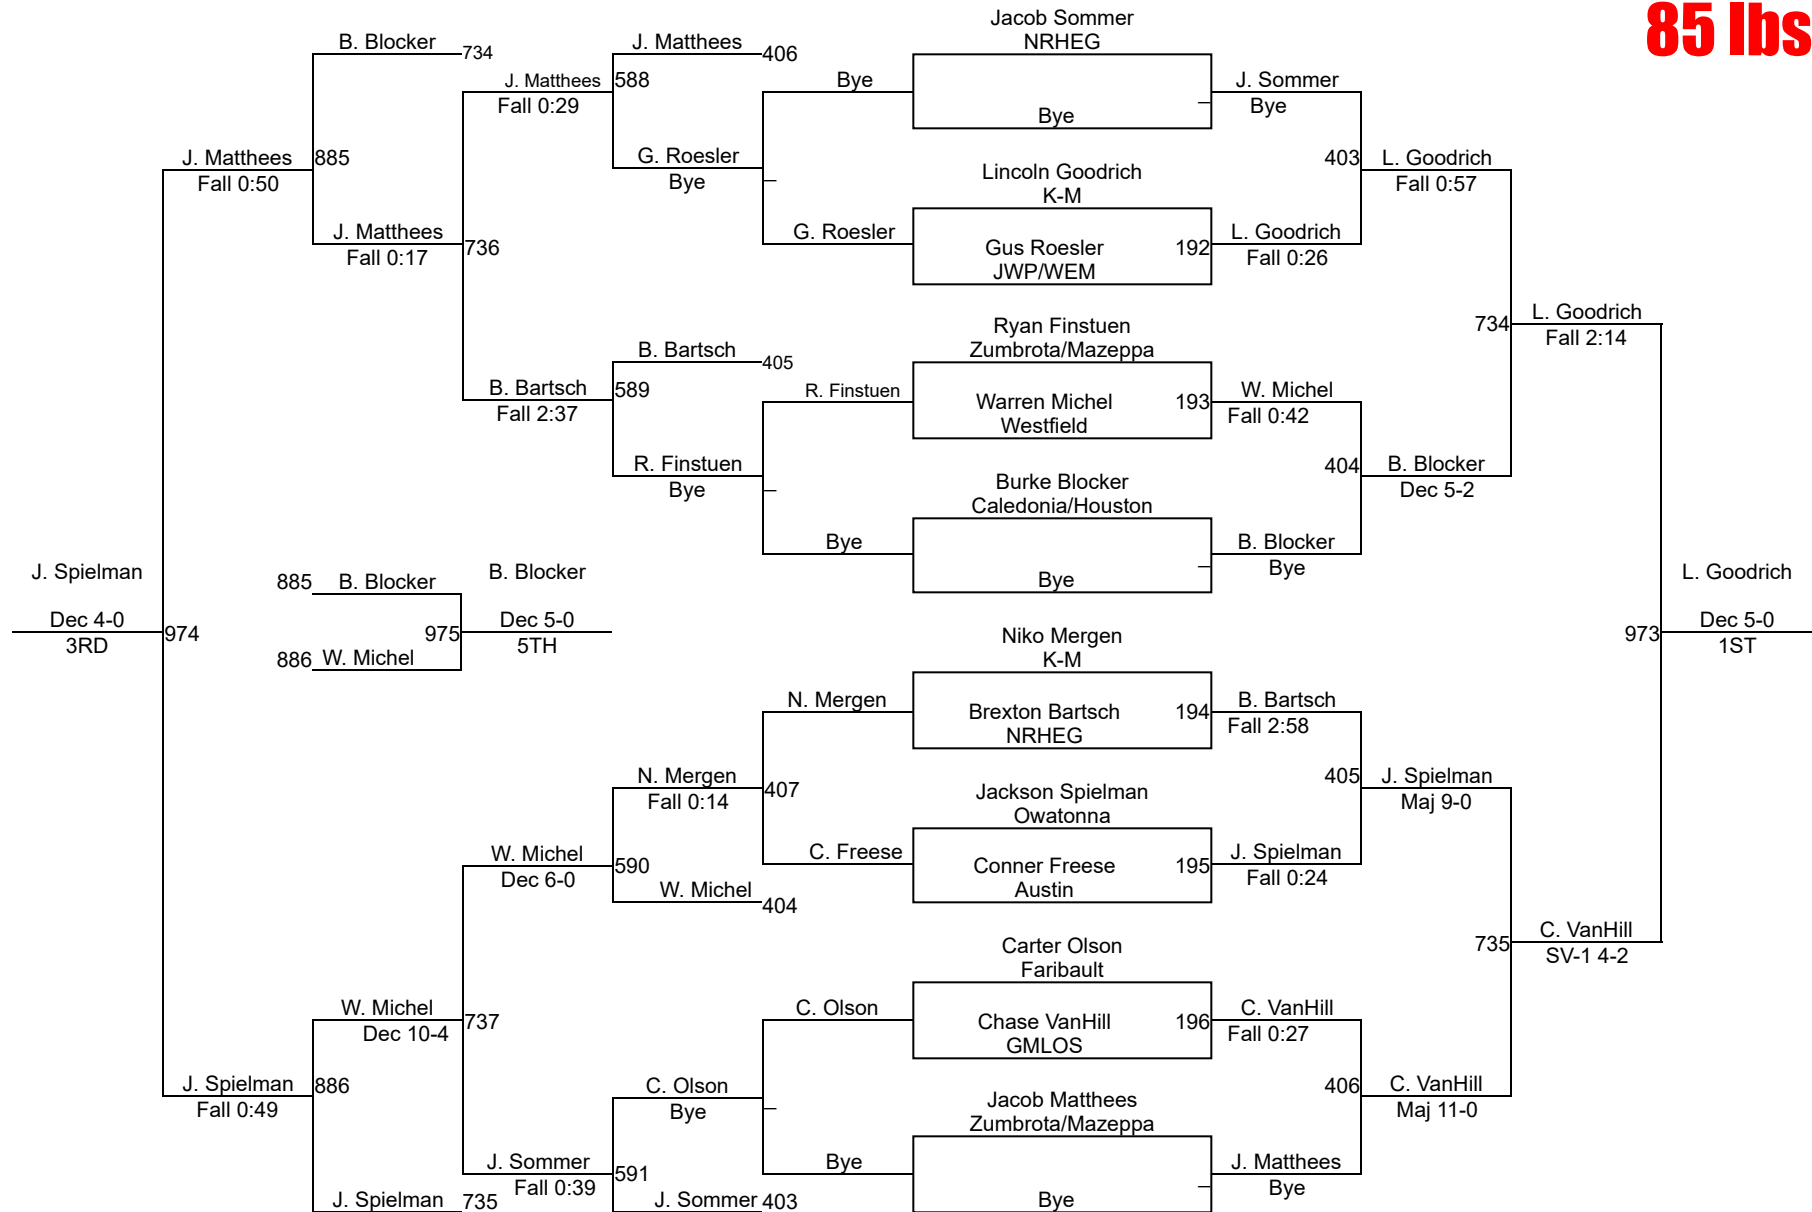 85 lbs
Jacob Sommer
NRHEG
B. Blocker
734
J. Matthees
406
J. Matthees
588
Fall 0:29
Bye
Bye
J. Sommer
Bye
J. Matthees
885
Fall 0:50
G. Roesler
Bye
Lincoln Goodrich
K-M
403
L. Goodrich
Fall 0:57
J. Matthees
736
Fall 0:17
G. Roesler
Gus Roesler
JWP/WEM
192
L. Goodrich
Fall 0:26
Ryan Finstuen
Zumbrota/Mazeppa
734
L. Goodrich
Fall 2:14
B. Bartsch
405
B. Bartsch
589
Fall 2:37
R. Finstuen
Warren Michel
Westfield
193
W. Michel
Fall 0:42
R. Finstuen
Bye
Burke Blocker
Caledonia/Houston
404
B. Blocker
Dec 5-2
Bye
Bye
B. Blocker
Bye
J. Spielman
Dec 4-0
3RD
974
885
B. Blocker
886
W. Michel
975
B. Blocker
Dec 5-0
5TH
973
L. Goodrich
Dec 5-0
1ST
Niko Mergen
K-M
N. Mergen
Brexton Bartsch
NRHEG
194
B. Bartsch
Fall 2:58
N. Mergen
Fall 0:14
407
Jackson Spielman
Owatonna
405
J. Spielman
Maj 9-0
W. Michel
Dec 6-0
590
W. Michel
404
C. Freese
Conner Freese
Austin
195
J. Spielman
Fall 0:24
Carter Olson
Faribault
735
C. VanHill
SV-1 4-2
W. Michel
Dec 10-4
737
C. Olson
Chase VanHill
GMLOS
196
C. VanHill
Fall 0:27
J. Spielman
Fall 0:49
886
C. Olson
Bye
Jacob Matthees
Zumbrota/Mazeppa
406
C. VanHill
Maj 11-0
J. Sommer
Fall 0:39
591
Bye
Bye
J. Matthees
Bye
J. Spielman
735
J. Sommer
403